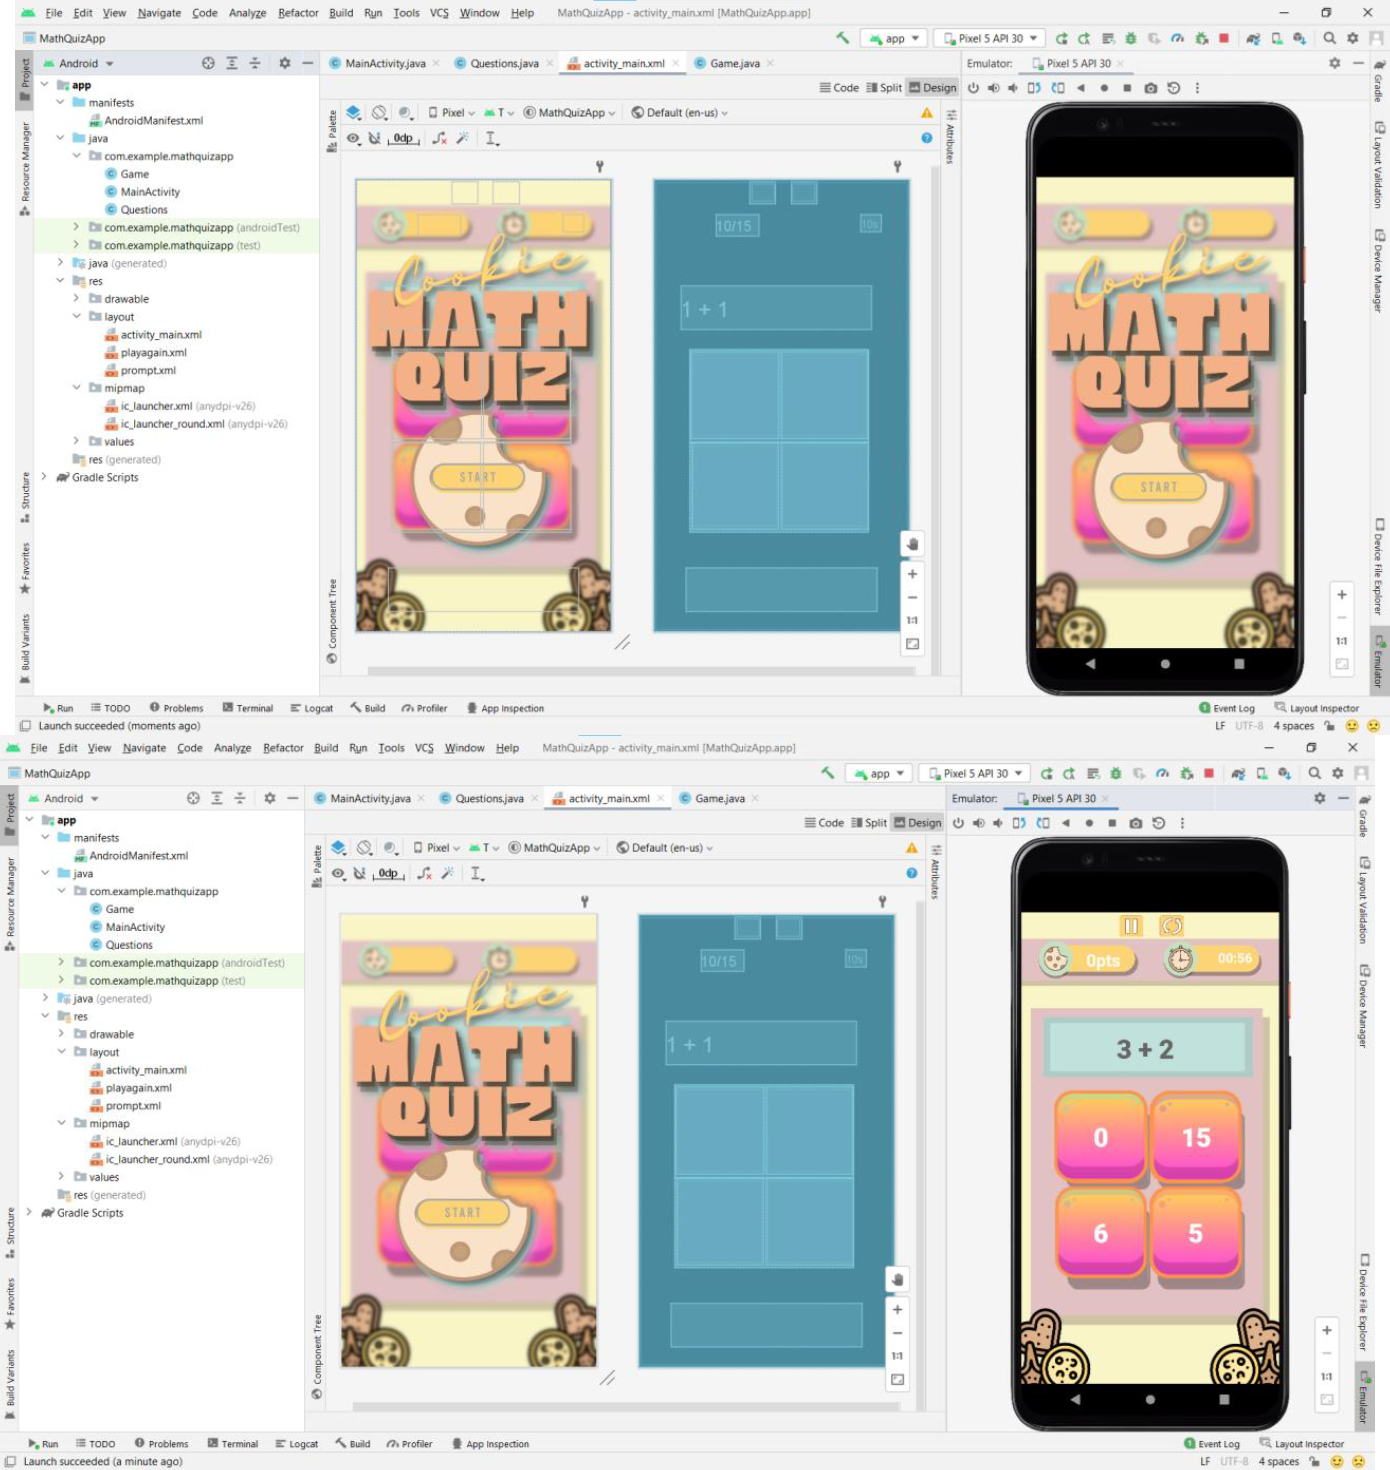 File Edit View Navigate Code Analyze Refactor Build Run Tools VCS Window Help MathQuizApp - activity_main.xml [MathQuizApp.app]
MathQuizApp app Pixel 5 API 30
Project
Resource Manager
Structure
Favorites
Build Variants
Android
app
manifests
AndroidManifest.xml
java
com.example.mathquizapp
Game
MainActivity
Questions
com.example.mathquizapp (androidTest)
com.example.mathquizapp (test)
java (generated)
res
drawable
layout
activity_main.xml
playagain.xml
prompt.xml
mipmap
ic_launcher.xml (anydpi-v26)
ic_launcher_round.xml (anydpi-v26)
values
res (generated)
Gradle Scripts
MainActivity.java Questions.java activity_main.xml Game.java
Code Split Design
Palette
Pixel T MathQuizApp Default (en-us)
0dp
Attributes
Component Tree
Cookie
MATH
QUIZ
START
10/15 10s
1 + 1
1:1
Emulator: Pixel 5 API 30
Cookie
MATH
QUIZ
START
1:1
Gradle
Layout Validation
Device Manager
Device File Explorer
Emulator
Run TODO Problems Terminal Logcat Build Profiler App Inspection Event Log Layout Inspector
Launch succeeded (moments ago) LF UTF-8 4 spaces
File Edit View Navigate Code Analyze Refactor Build Run Tools VCS Window Help MathQuizApp - activity_main.xml [MathQuizApp.app]
MathQuizApp app Pixel 5 API 30
Project
Resource Manager
Structure
Favorites
Build Variants
Android
app
manifests
AndroidManifest.xml
java
com.example.mathquizapp
Game
MainActivity
Questions
com.example.mathquizapp (androidTest)
com.example.mathquizapp (test)
java (generated)
res
drawable
layout
activity_main.xml
playagain.xml
prompt.xml
mipmap
ic_launcher.xml (anydpi-v26)
ic_launcher_round.xml (anydpi-v26)
values
res (generated)
Gradle Scripts
MainActivity.java Questions.java activity_main.xml Game.java
Code Split Design
Palette
Pixel T MathQuizApp Default (en-us)
0dp
Attributes
Component Tree
Cookie
MATH
QUIZ
START
10/15 10s
1 + 1
1:1
Emulator: Pixel 5 API 30
0pts 00:56
3 + 2
0 15
6 5
1:1
Gradle
Layout Validation
Device Manager
Device File Explorer
Emulator
Run TODO Problems Terminal Logcat Build Profiler App Inspection Event Log Layout Inspector
Launch succeeded (a minute ago) LF UTF-8 4 spaces